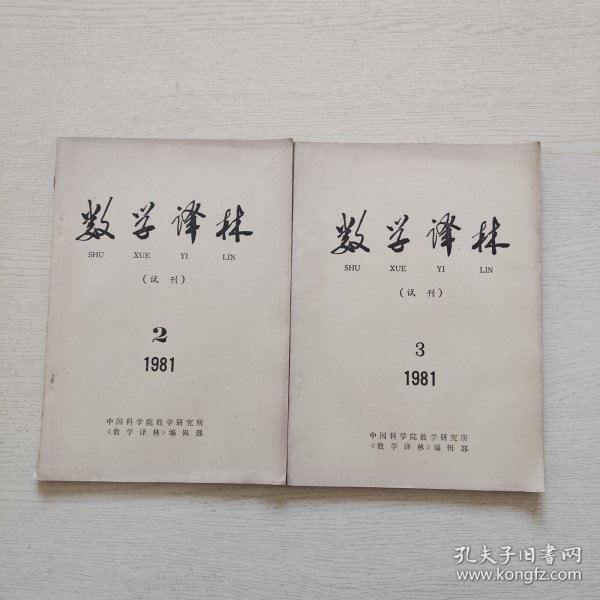 数学译林
SHU XUE YI LIN
(试刊)
2
1981
中国科学院数学研究所
《数学译林》编辑部
数学译林
SHU XUE YI LIN
(试刊)
3
1981
中国科学院数学研究所
《数学译林》编辑部
孔夫子旧书网
www.kongfz.com